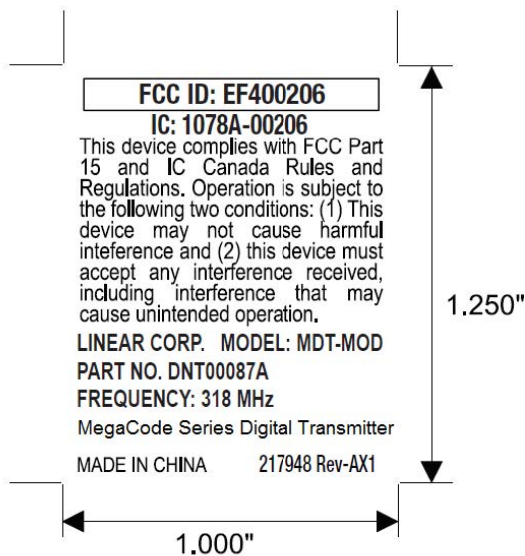 FCC ID: EF400206
IC: 1078A-00206
This device complies with FCC Part
15 and IC Canada Rules and
Regulations. Operation is subject to
the following two conditions: (1) This
device may not cause harmful
inteference and (2) this device must
accept any interference received,
including interference that may
cause unintended operation.
LINEAR CORP. MODEL: MDT-MOD
PART NO. DNT00087A
FREQUENCY: 318 MHz
MegaCode Series Digital Transmitter
MADE IN CHINA 217948 Rev-AX1
1.250"
1.000"